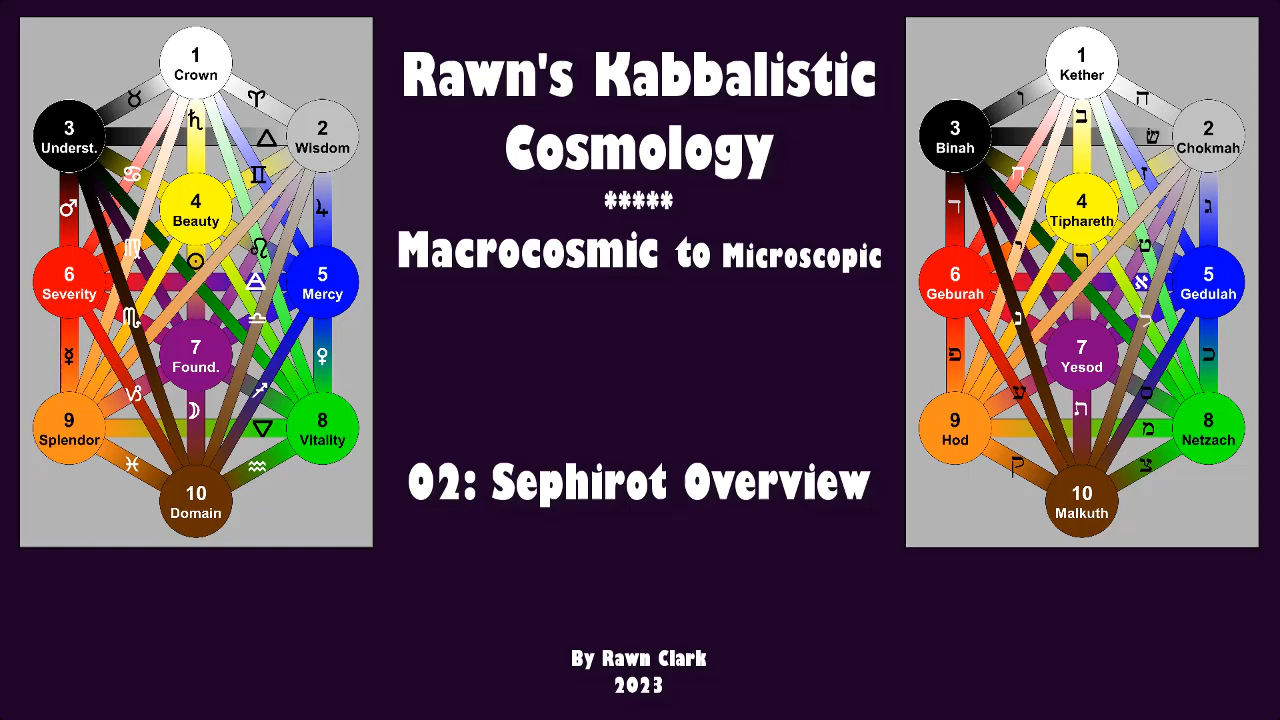 1
Crown
♉ ♈
♄
3
Underst.
2
Wisdom
🜂
♋ ♊
♂ ♃
4
Beauty
♍ ♌
☉
6
Severity
5
Mercy
🜁
♏ ♎
☿ ♀
7
Found.
♑ ♐
☽
9
Splendor
8
Vitality
🜄
♓ ♒
10
Domain
Rawn's Kabbalistic
Cosmology
*****
Macrocosmic to Microscopic
02: Sephirot Overview
By Rawn Clark
2023
1
Kether
ו ה
ב
3
Binah
2
Chokmah
ש
ח ז
ד ג
4
Tiphareth
י ט
ר
6
Geburah
5
Gedulah
א
נ ל
פ
7
Yesod
ע ס
ת
9
Hod
8
Netzach
מ
ק צ
10
Malkuth